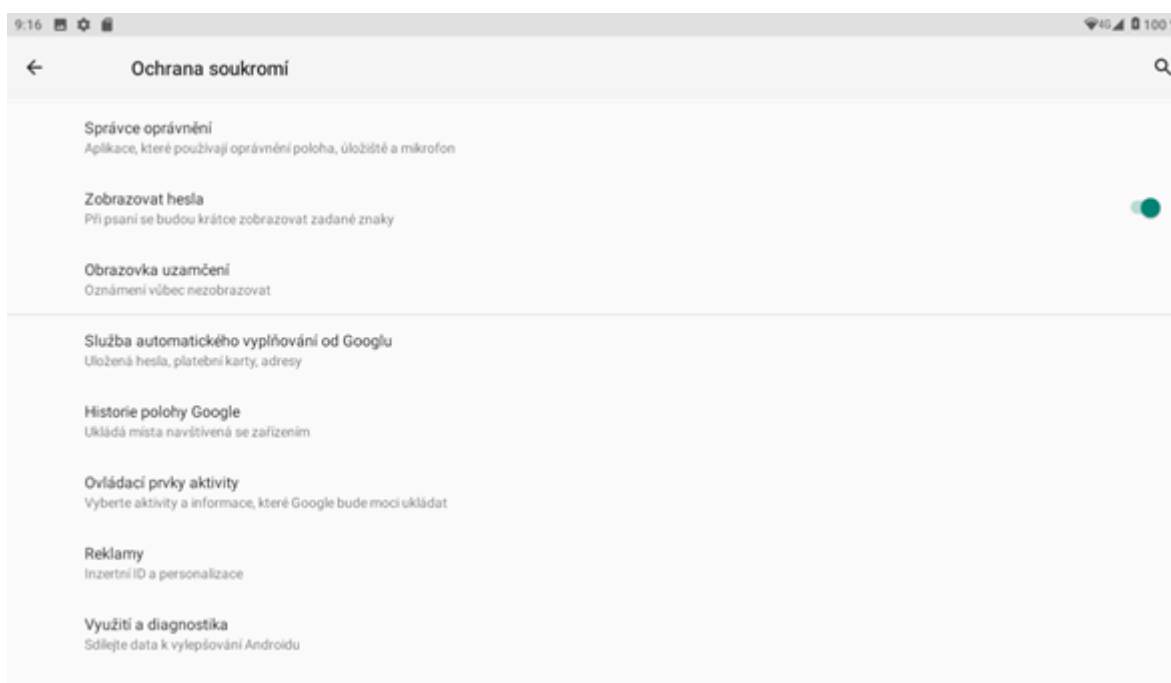 9:16
4G 100
Ochrana soukromí
Správce oprávnění
Aplikace, které používají oprávnění poloha, úložiště a mikrofon
Zobrazovat hesla
Při psaní se budou krátce zobrazovat zadané znaky
Obrazovka uzamčení
Oznámení vůbec nezobrazovat
Služba automatického vyplňování od Googlu
Uložená hesla, platební karty, adresy
Historie polohy Google
Ukládá místa navštívená se zařízením
Ovládací prvky aktivity
Vyberte aktivity a informace, které Google bude moci ukládat
Reklamy
Inzertní ID a personalizace
Využití a diagnostika
Sdílejte data k vylepšování Androidu